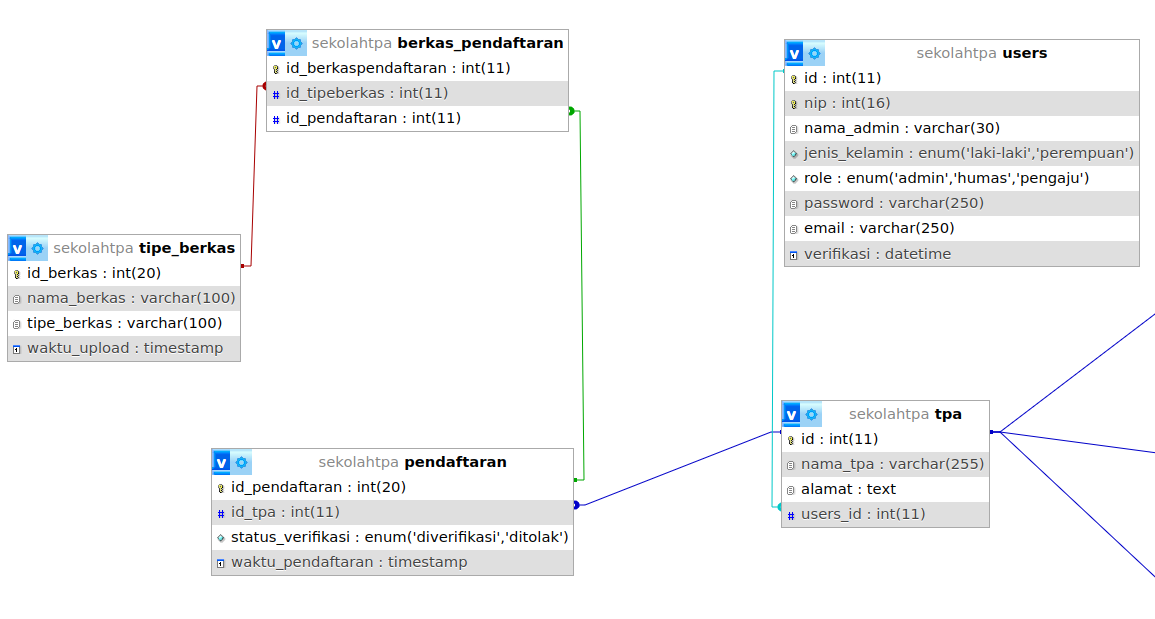 sekolahtpa berkas_pendaftaran
id_berkaspendaftaran : int(11)
id_tipeberkas : int(11)
id_pendaftaran : int(11)
sekolahtpa users
id : int(11)
nip : int(16)
nama_admin : varchar(30)
jenis_kelamin : enum('laki-laki','perempuan')
role : enum('admin','humas','pengaju')
password : varchar(250)
email : varchar(250)
verifikasi : datetime
sekolahtpa tipe_berkas
id_berkas : int(20)
nama_berkas : varchar(100)
tipe_berkas : varchar(100)
waktu_upload : timestamp
sekolahtpa tpa
id : int(11)
nama_tpa : varchar(255)
alamat : text
users_id : int(11)
sekolahtpa pendaftaran
id_pendaftaran : int(20)
id_tpa : int(11)
status_verifikasi : enum('diverifikasi','ditolak')
waktu_pendaftaran : timestamp